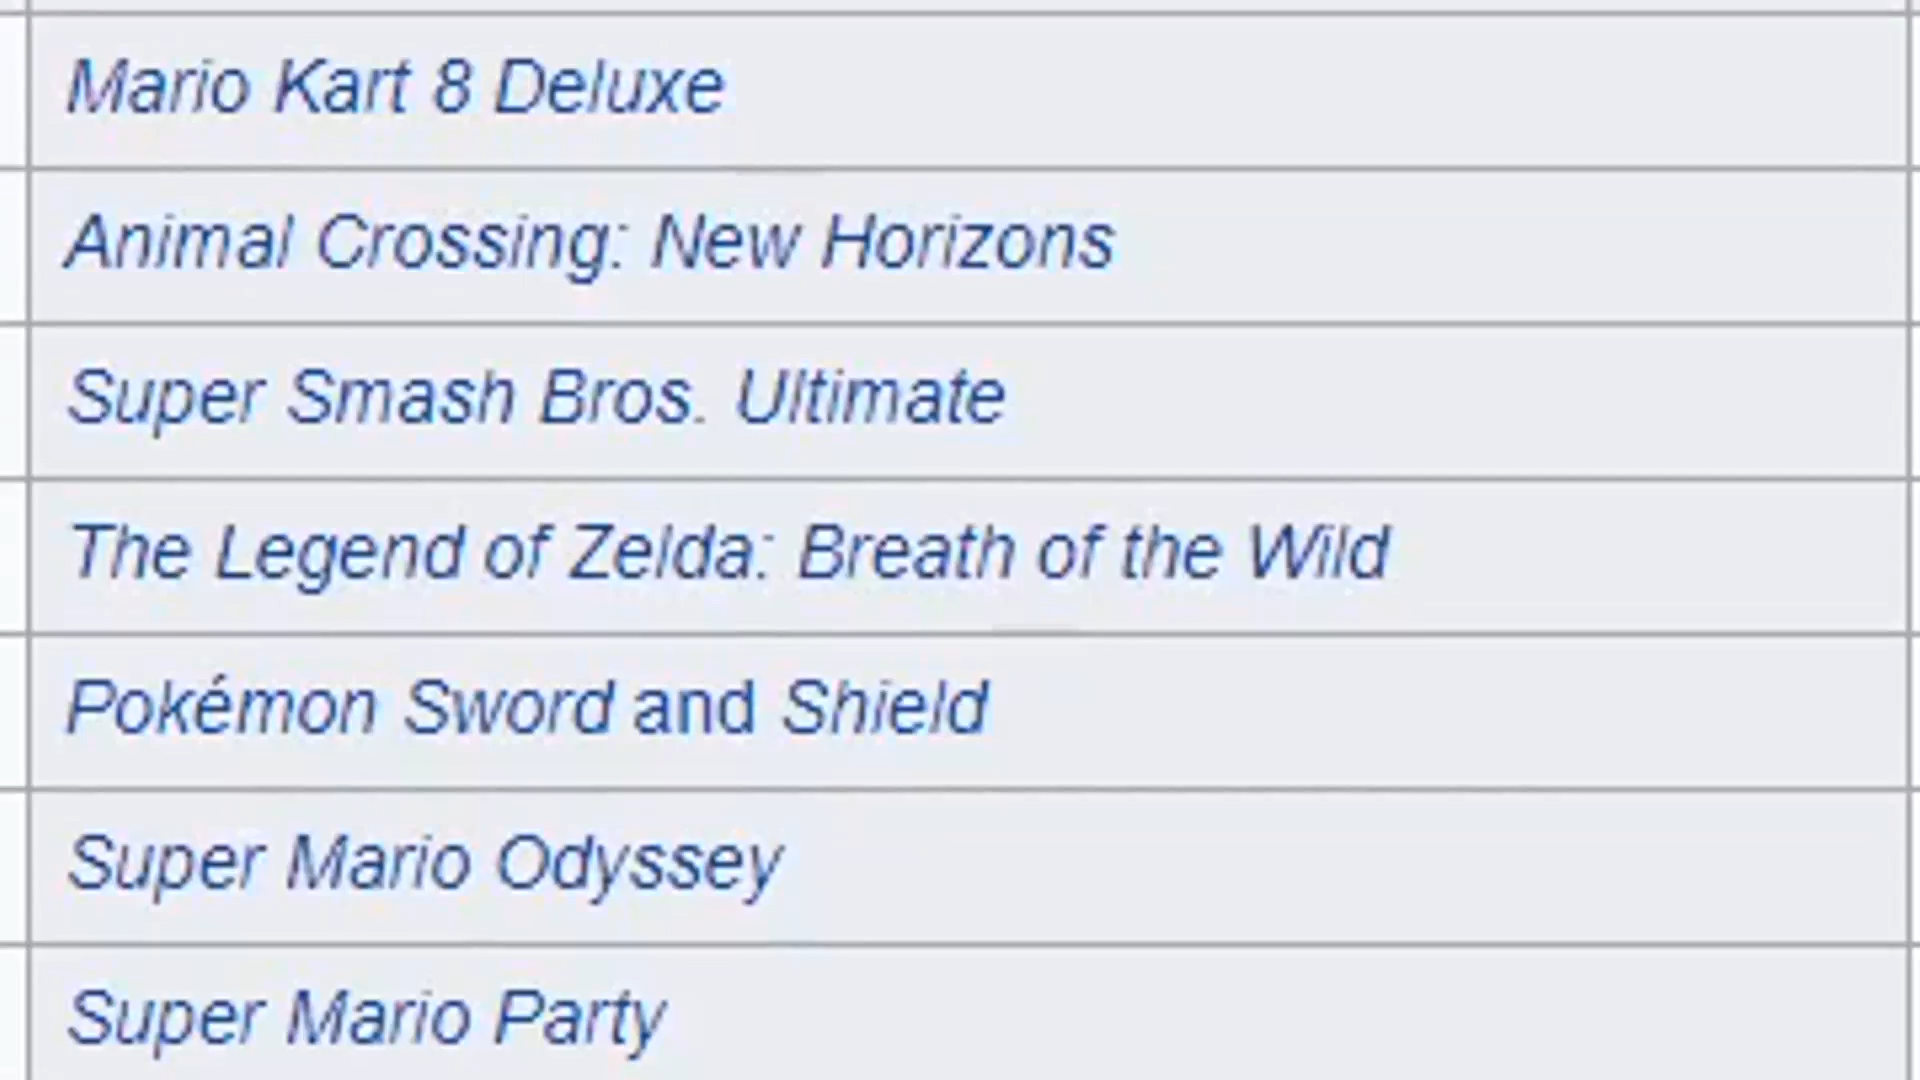 Mario Kart 8 Deluxe
Animal Crossing: New Horizons
Super Smash Bros. Ultimate
The Legend of Zelda: Breath of the Wild
Pokémon Sword and Shield
Super Mario Odyssey
Super Mario Party